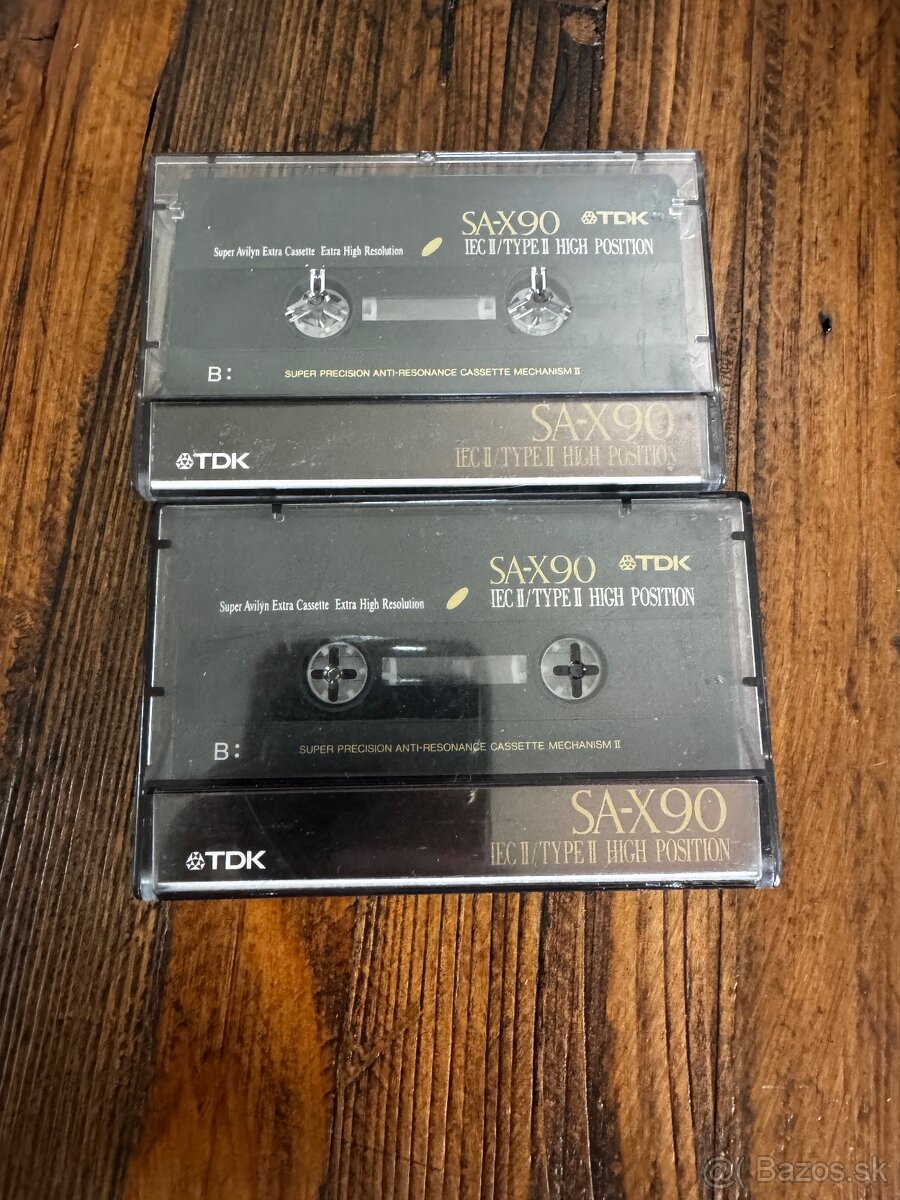 SA-X90 TDK
Super Avilyn Extra Cassette Extra High Resolution IEC II/TYPE II HIGH POSITION
B: SUPER PRECISION ANTI-RESONANCE CASSETTE MECHANISM II
SA-X90
TDK IEC II/TYPE II HIGH POSITION
SA-X90 TDK
Super Avilyn Extra Cassette Extra High Resolution IEC II/TYPE II HIGH POSITION
B: SUPER PRECISION ANTI-RESONANCE CASSETTE MECHANISM II
SA-X90
TDK IEC II/TYPE II HIGH POSITION
@ Bazos.sk